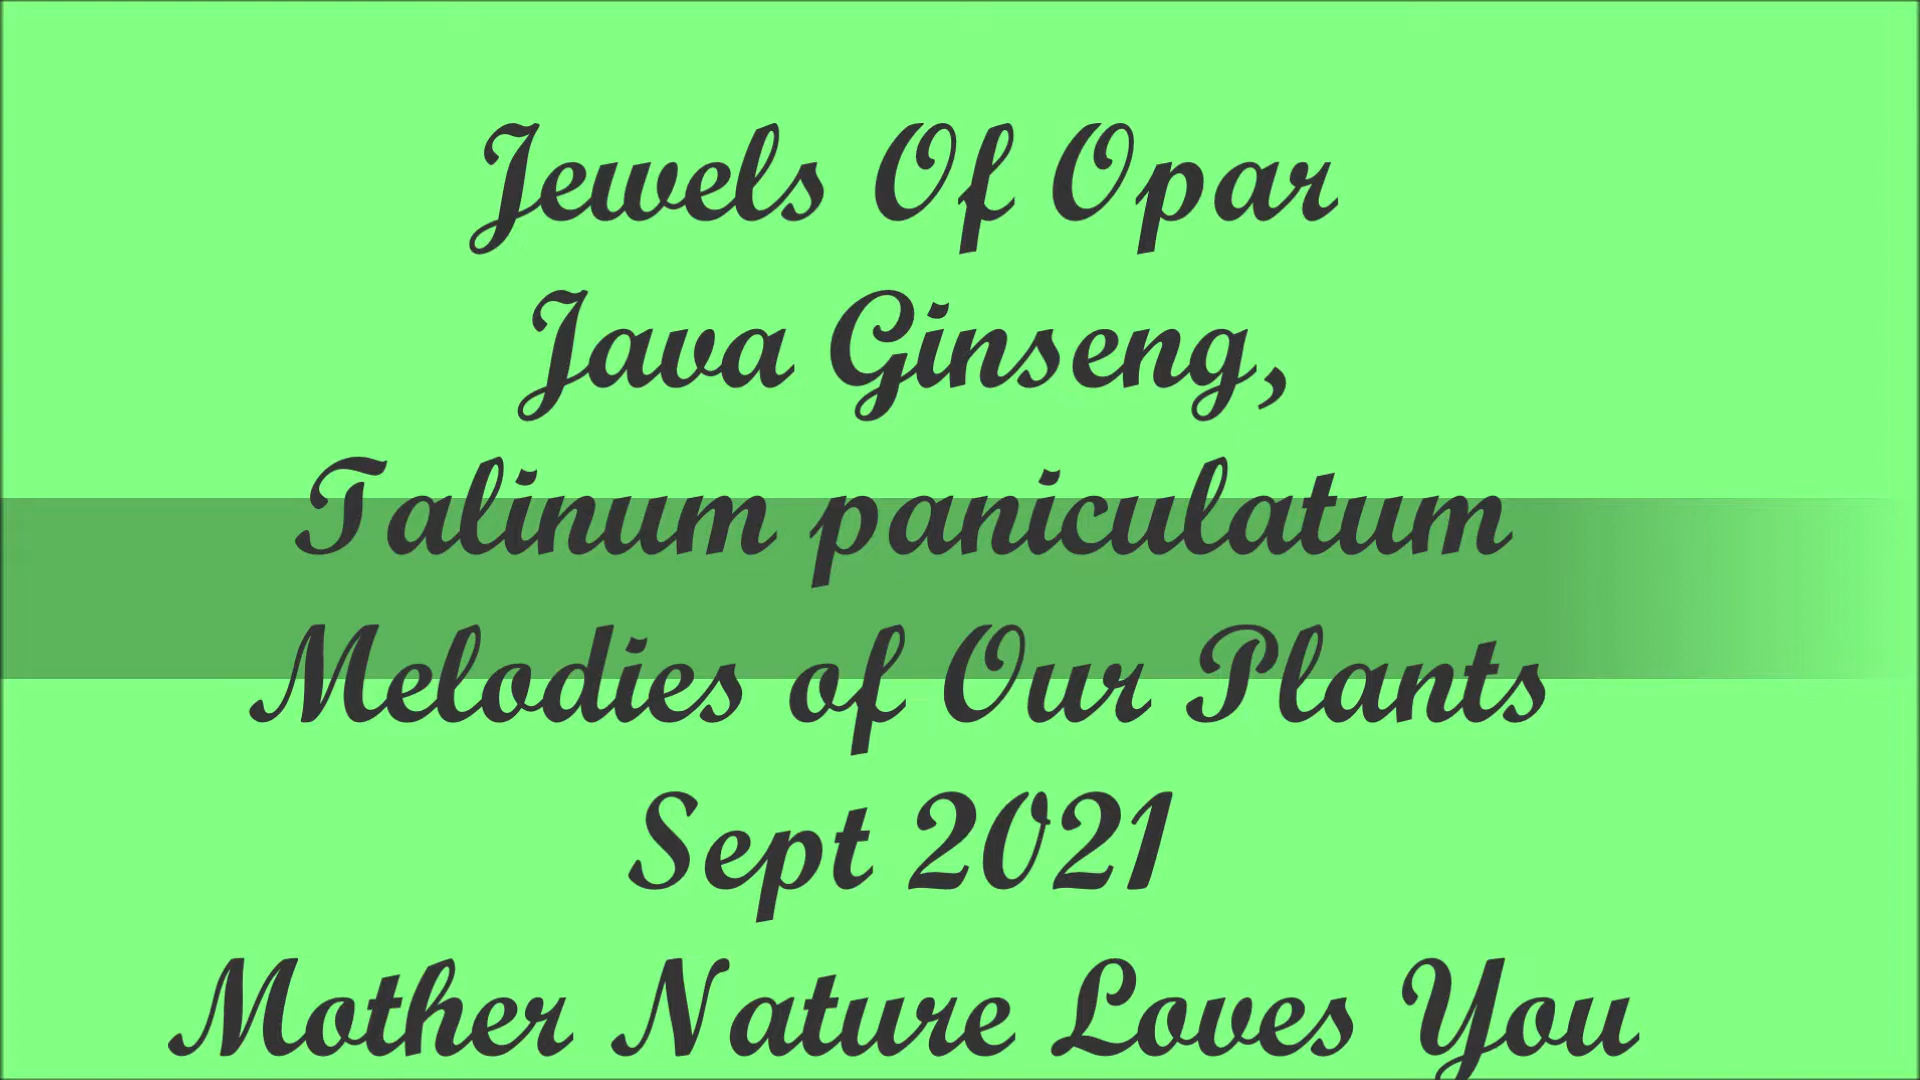 Jewels Of Opar
Java Ginseng,
Talinum paniculatum
Melodies of Our Plants
Sept 2021
Mother Nature Loves You